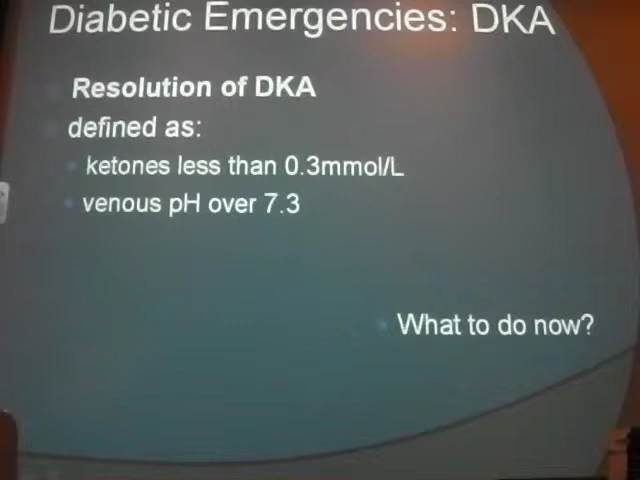 Diabetic Emergencies: DKA
Resolution of DKA
defined as:
ketones less than 0.3mmol/L
venous pH over 7.3
What to do now?